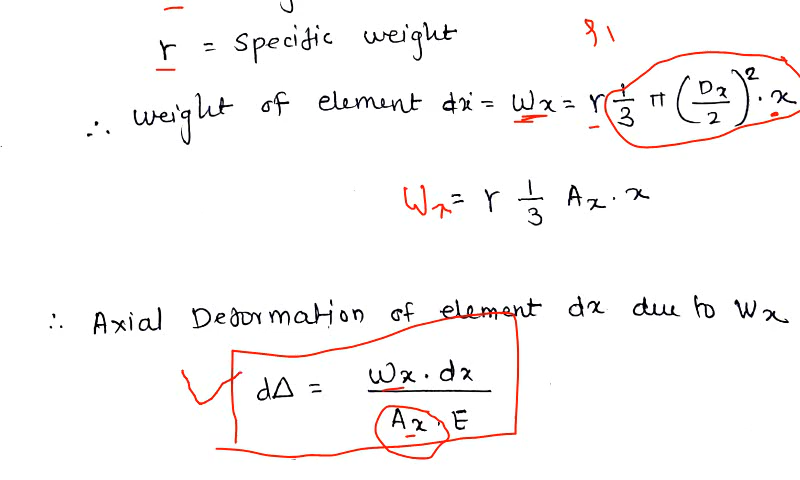 r = Specific weight
∴ weight of element dx = Wx = r 1/3 π (Dx/2)² · x
Wx = r 1/3 Ax · x
∴ Axial Deformation of element dx due to Wx
dΔ = Wx · dx / Ax · E